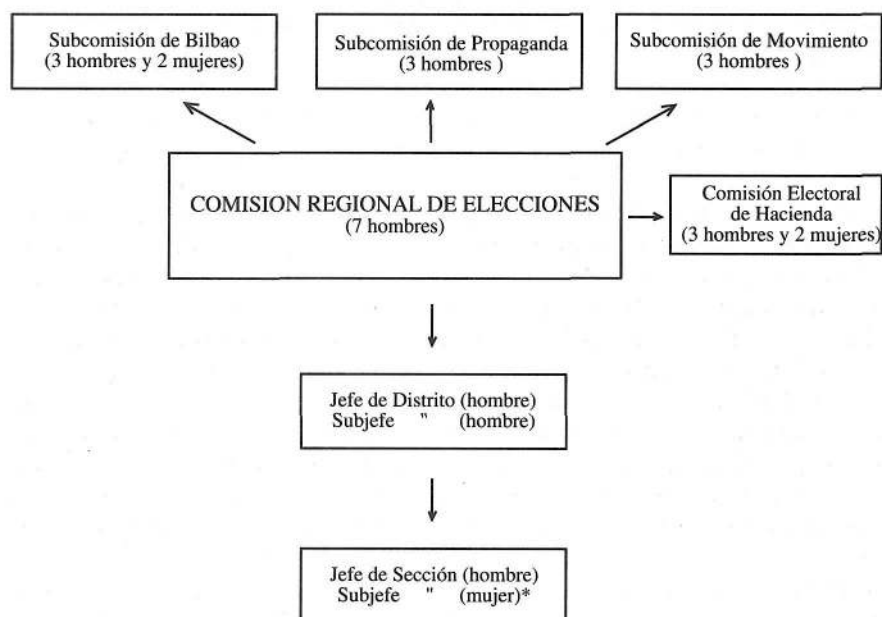 Subcomisión de Bilbao
(3 hombres y 2 mujeres)
Subcomisión de Propaganda
(3 hombres )
Subcomisión de Movimiento
(3 hombres )
COMISION REGIONAL DE ELECCIONES
(7 hombres)
Comisión Electoral
de Hacienda
(3 hombres y 2 mujeres)
Jefe de Distrito (hombre)
Subjefe " (hombre)
Jefe de Sección (hombre)
Subjefe " (mujer)*